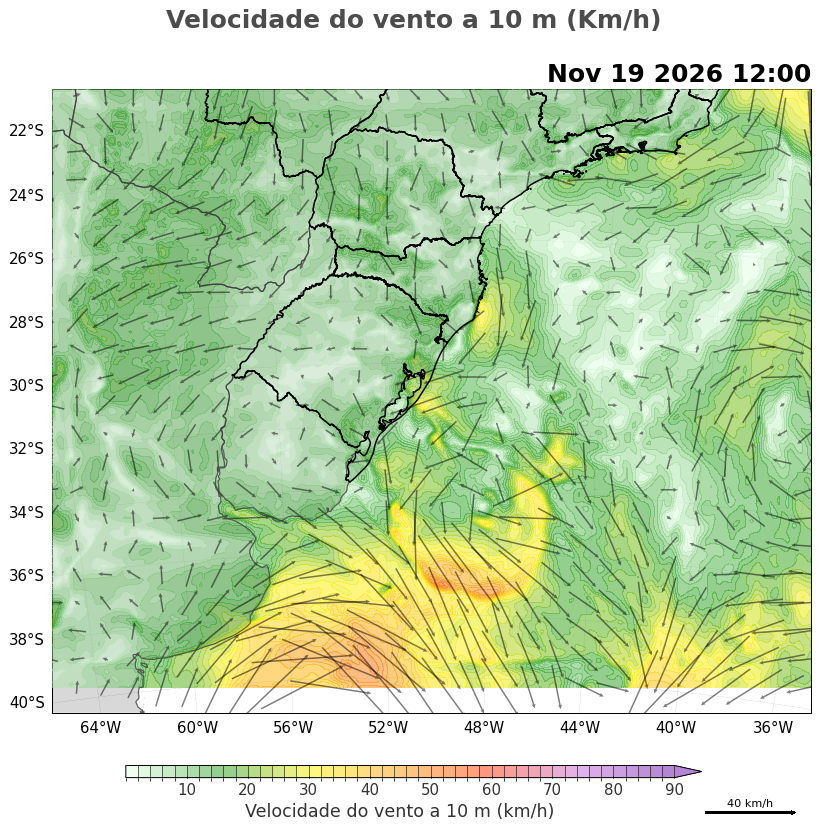 Velocidade do vento a 10 m (Km/h)
Nov 19 2026 12:00
22°S
24°S
26°S
28°S
30°S
32°S
34°S
36°S
38°S
40°S
64°W 60°W 56°W 52°W 48°W 44°W 40°W 36°W
10 20 30 40 50 60 70 80 90
Velocidade do vento a 10 m (km/h)
40 km/h